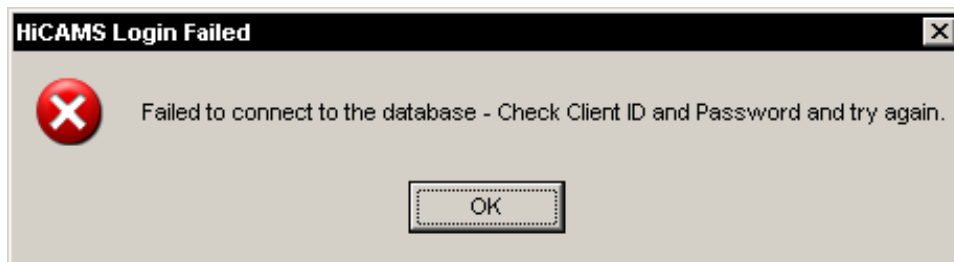 HiCAMS Login Failed
Failed to connect to the database - Check Client ID and Password and try again.
OK